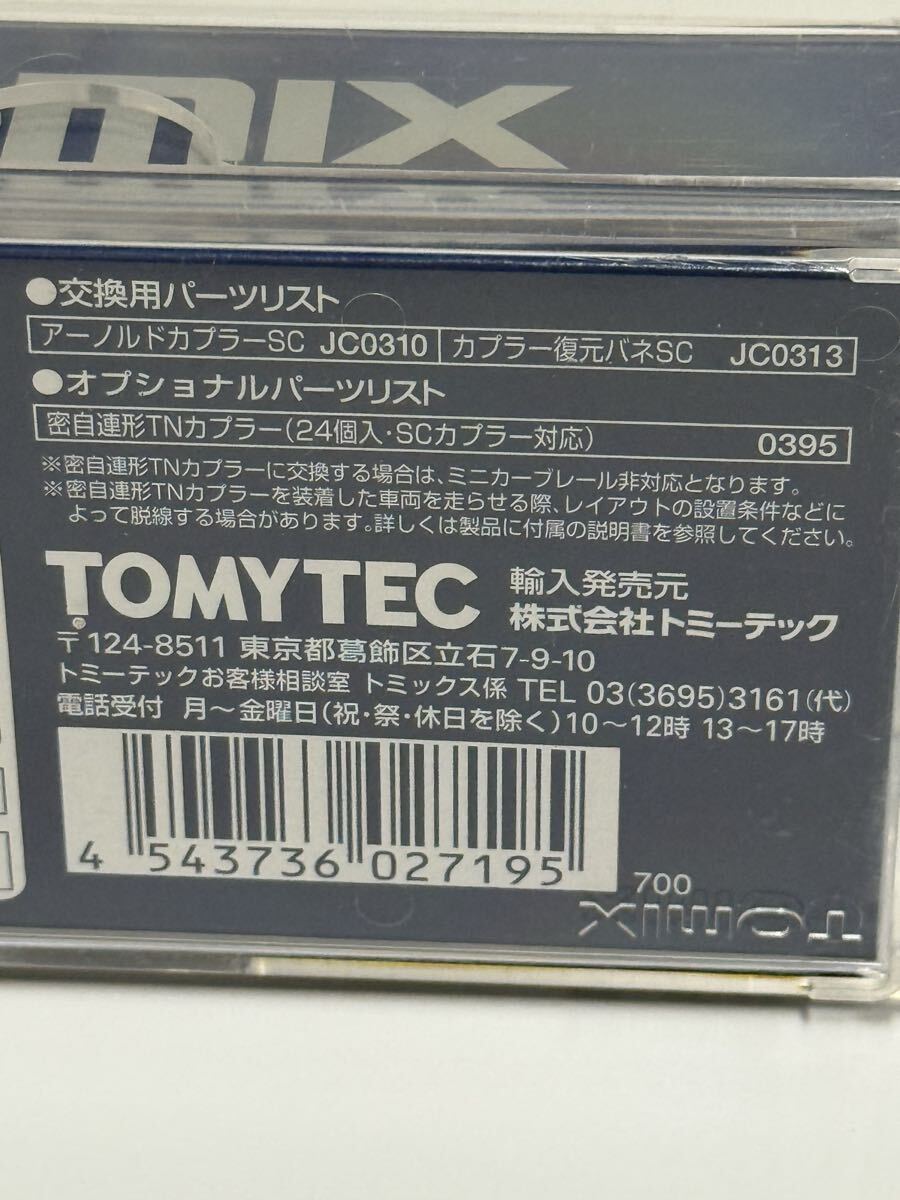 mix
●交換用パーツリスト
アーノルドカプラーSC JC0310 カプラー復元バネSC JC0313
●オプショナルパーツリスト
密自連形TNカプラー(24個入・SCカプラー対応) 0395
※密自連形TNカプラーに交換する場合は、ミニカーブレール非対応となります。
※密自連形TNカプラーを装着した車両を走らせる際、レイアウトの設置条件などに
よって脱線する場合があります。詳しくは製品に付属の説明書を参照してください。
TOMYTEC 輸入発売元
株式会社トミーテック
〒124-8511 東京都葛飾区立石7-9-10
トミーテックお客様相談室 トミックス係 TEL 03(3695)3161(代)
電話受付 月～金曜日(祝・祭・休日を除く)10～12時 13～17時
4 543736 027195
700
TOMIX